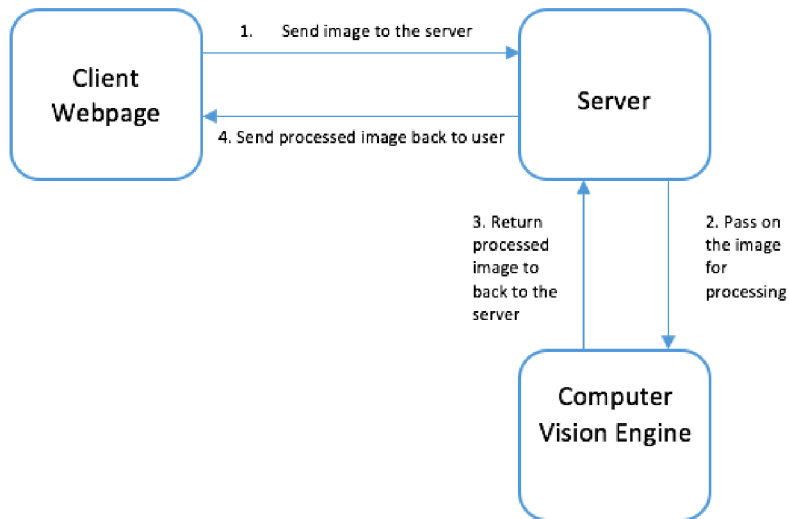 Client
Webpage
1. Send image to the server
Server
4. Send processed image back to user
3. Return
processed
image to
back to the
server
2. Pass on
the image
for
processing
Computer
Vision Engine